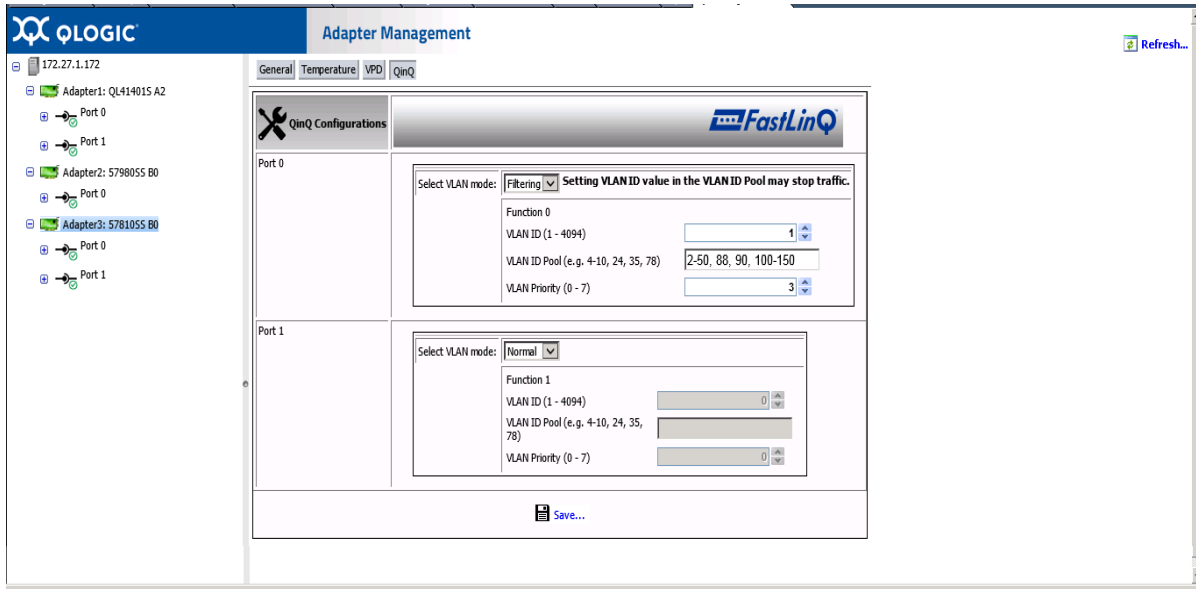 QLOGIC
Adapter Management
Refresh...
172.27.1.172
Adapter1: QL41401S A2
Port 0
Port 1
Adapter2: 57980SS B0
Port 0
Adapter3: 57810SS B0
Port 0
Port 1
General Temperature VPD QinQ
QinQ Configurations
FastLinQ
Port 0
Select VLAN mode: Filtering Setting VLAN ID value in the VLAN ID Pool may stop traffic.
Function 0
VLAN ID (1 - 4094) 1
VLAN ID Pool (e.g. 4-10, 24, 35, 78) 2-50, 88, 90, 100-150
VLAN Priority (0 - 7) 3
Port 1
Select VLAN mode: Normal
Function 1
VLAN ID (1 - 4094) 0
VLAN ID Pool (e.g. 4-10, 24, 35,
78)
VLAN Priority (0 - 7) 0
Save...